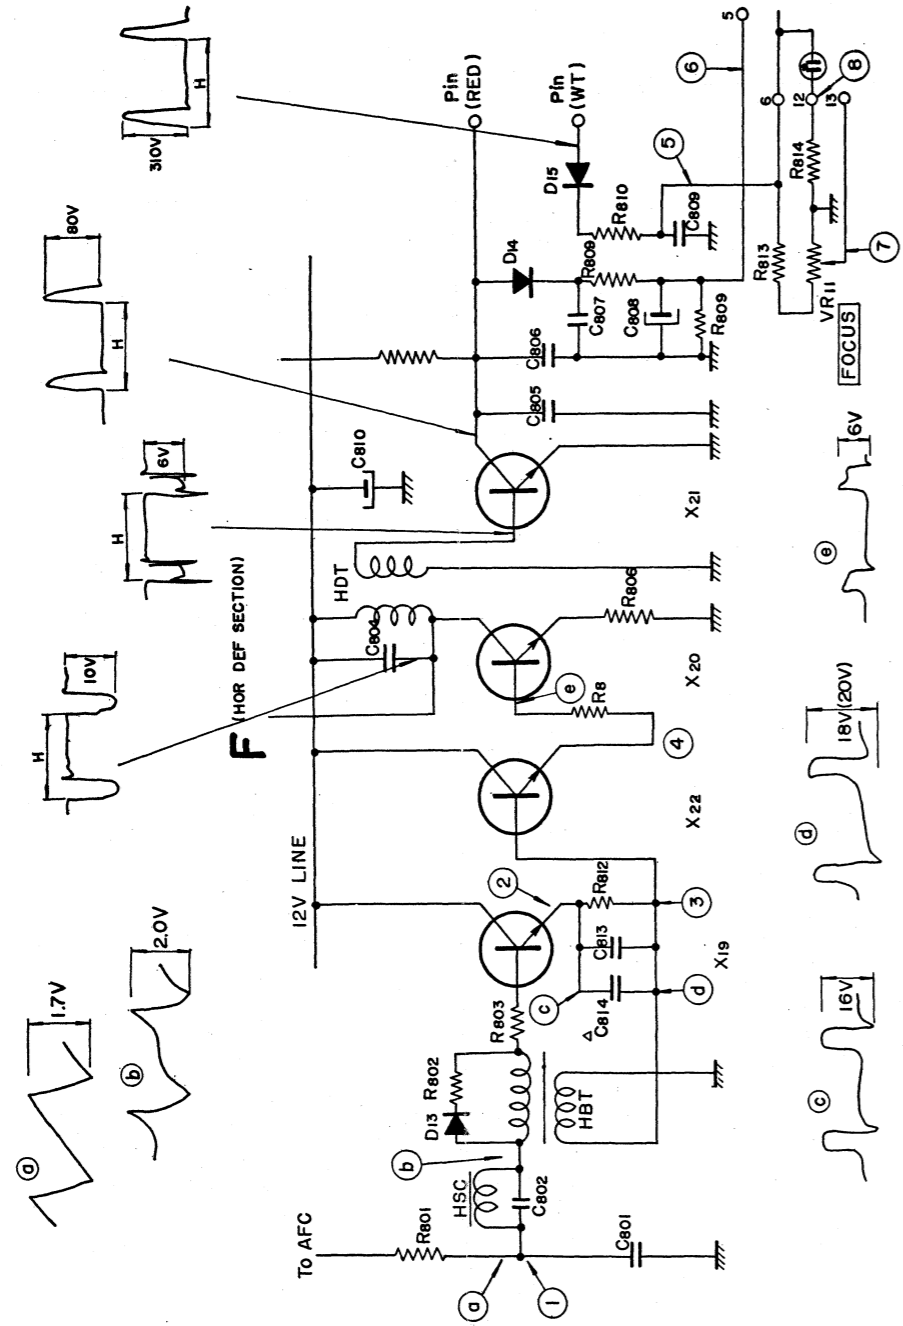 310V
H
80V
H
H
6V
H
10V
F (HOR DEF SECTION)
12V LINE
ⓐ
1.7V
ⓑ
2.0V
To AFC
R801
ⓐ
①
C801
HSC
C802
ⓑ
D13
R802
HBT
R803
X19
②
ⓒ
△
C814
C813
R812
ⓓ
③
X22
④
R8
ⓔ
X20
R806
C804
HDT
C810
X21
C805
C806
C807
C808
D14
R809
R809
Pin
(RED)
Pin
(WT)
D15
R810
C809
⑤
⑥
5
6
12
13
⑧
R813
R814
VR11
⑦
FOCUS
ⓒ
16V
ⓓ
18V (20V)
ⓔ
6V